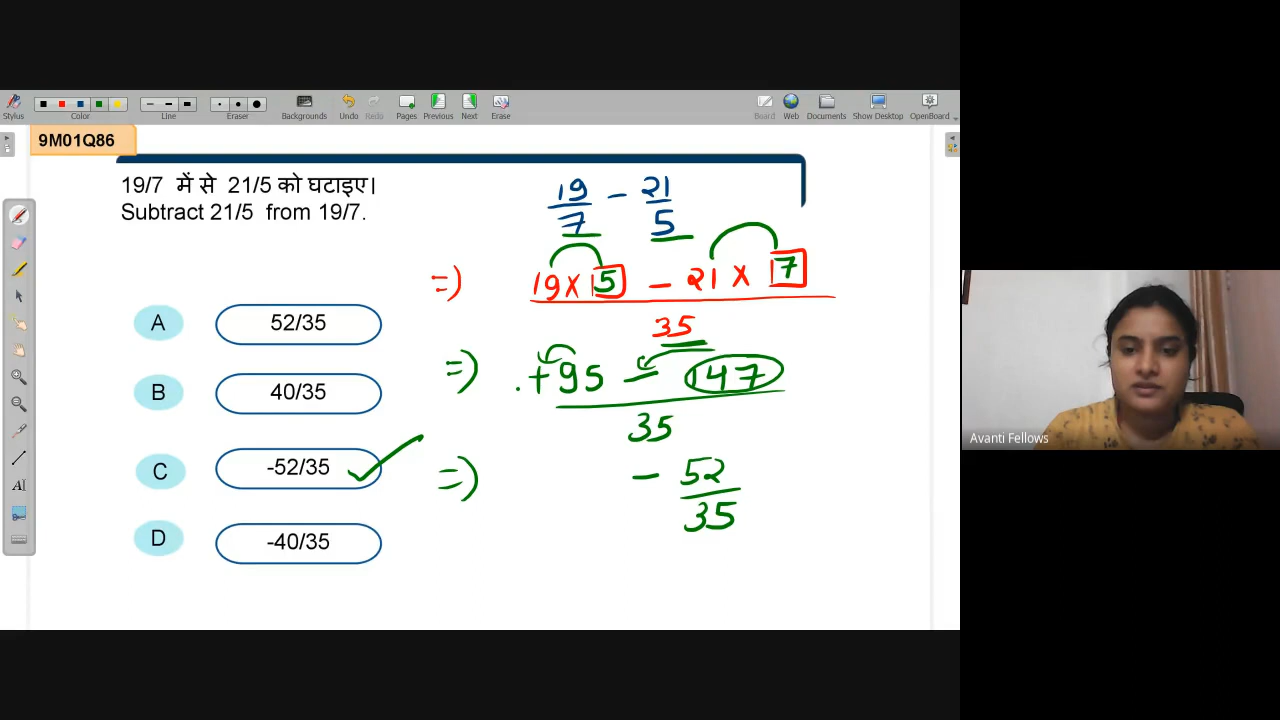 Stylus
Color
Line
Eraser
Backgrounds
Undo
Redo
Pages
Previous
Next
Erase
Board
Web
Documents
Show Desktop
OpenBoard
9M01Q86
19/7 में से 21/5 को घटाइए।
Subtract 21/5 from 19/7.
A 52/35
B 40/35
C -52/35
D -40/35
19/7 - 21/5
=) 19 x 5 - 21 x 7
35
=) +95 - 147
35
=) - 52/35
Avanti Fellows